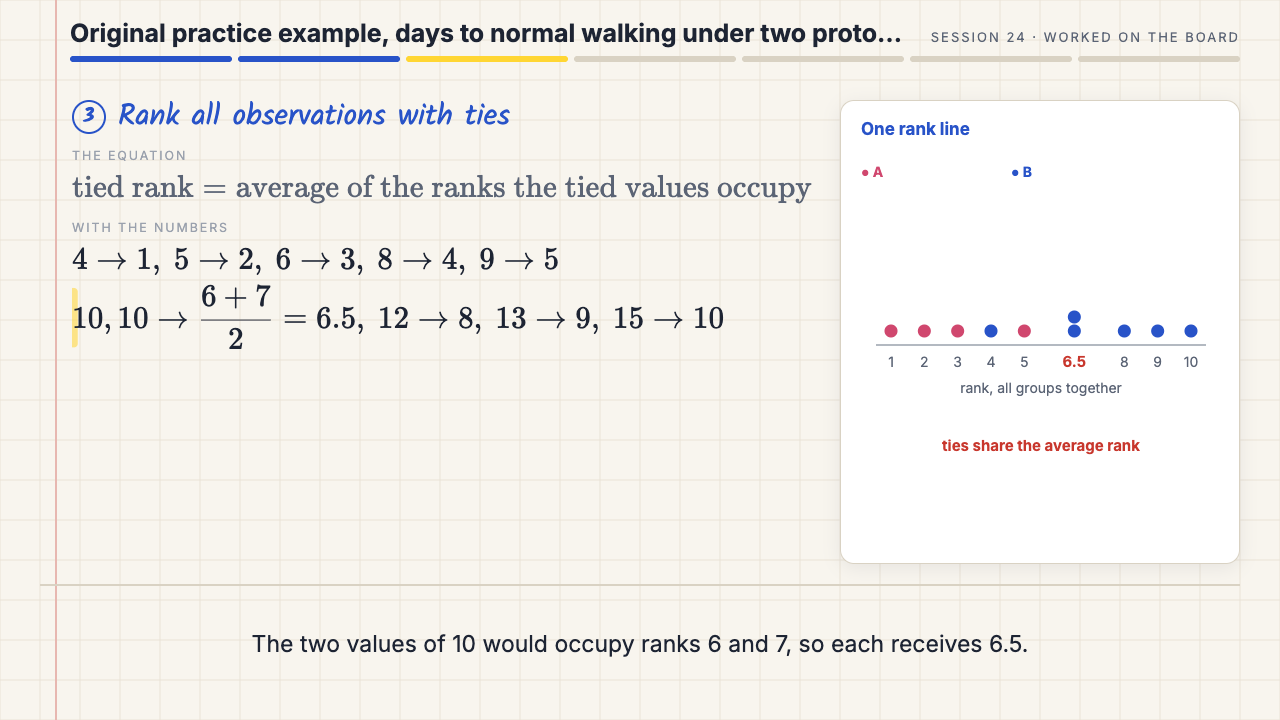 Original practice example, days to normal walking under two proto...
SESSION 24 · WORKED ON THE BOARD
3 Rank all observations with ties
THE EQUATION
tied rank = average of the ranks the tied values occupy
WITH THE NUMBERS
4 → 1, 5 → 2, 6 → 3, 8 → 4, 9 → 5
10, 10 → (6 + 7)/2 = 6.5, 12 → 8, 13 → 9, 15 → 10
One rank line
• A • B
1 2 3 4 5 6.5 8 9 10
rank, all groups together
ties share the average rank
The two values of 10 would occupy ranks 6 and 7, so each receives 6.5.